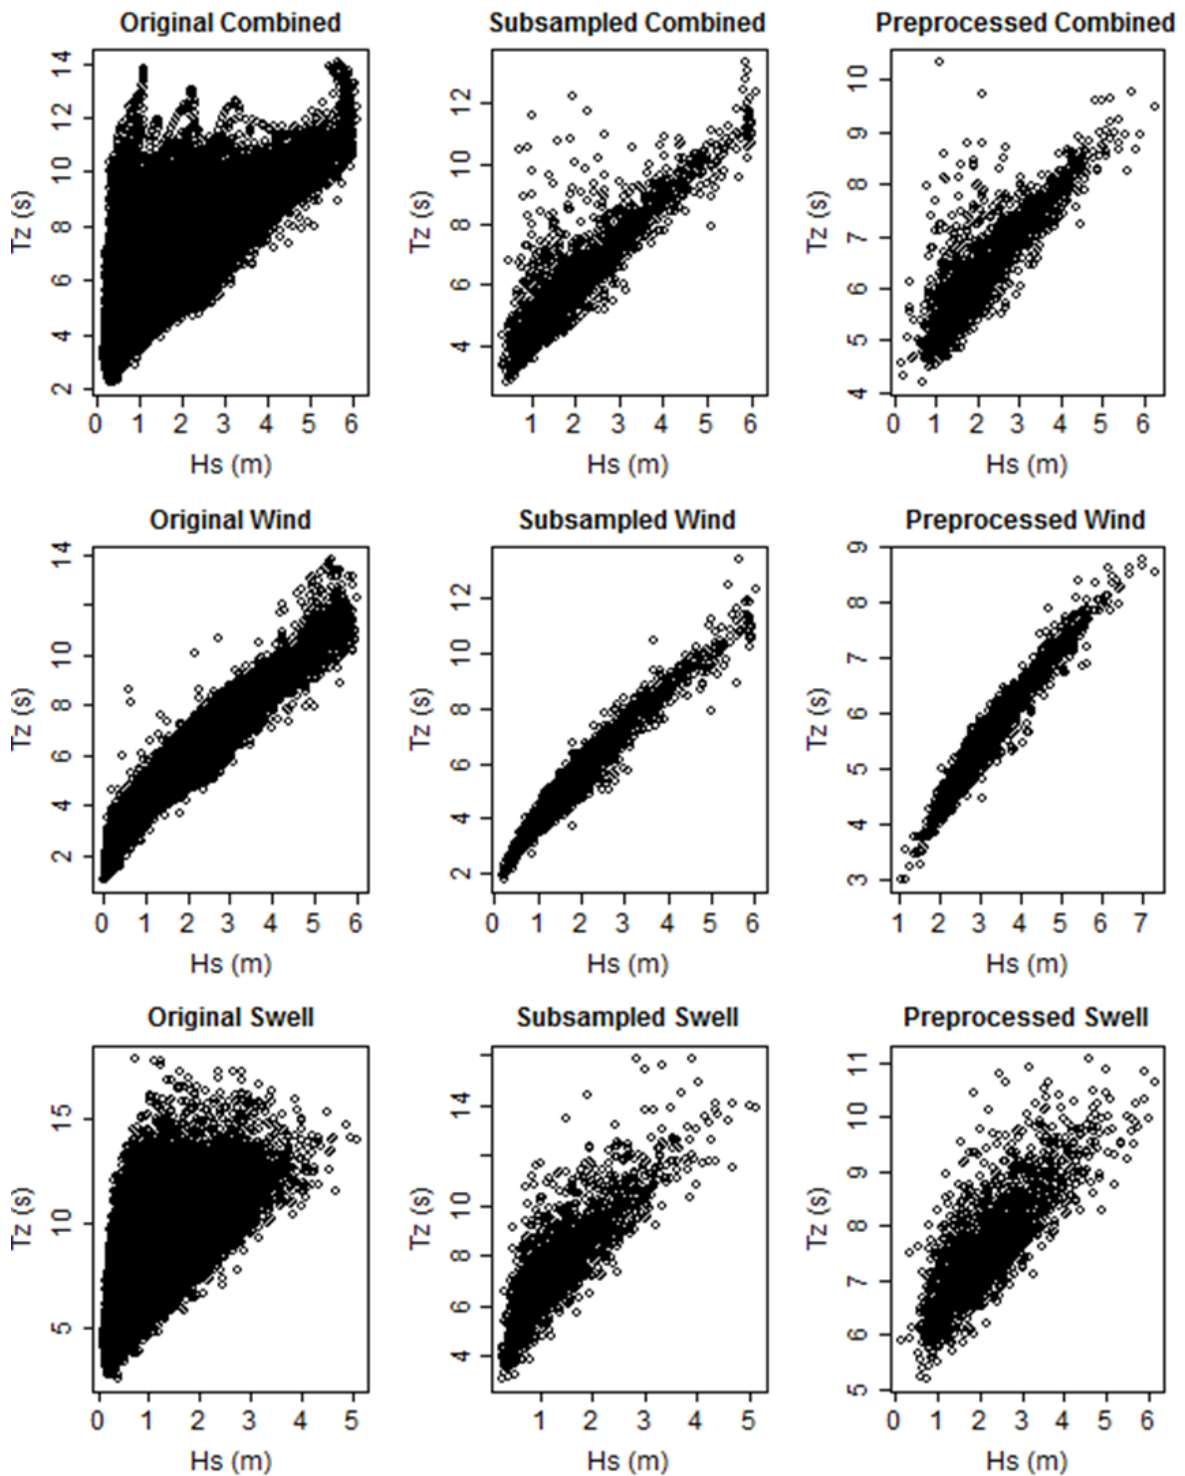 Original Combined
Subsampled Combined
Preprocessed Combined
Tz (s)
2 4 6 8 10 12 14
0 1 2 3 4 5 6
Hs (m)
Tz (s)
4 6 8 10 12
1 2 3 4 5 6
Hs (m)
Tz (s)
4 5 6 7 8 9 10
0 1 2 3 4 5 6
Hs (m)
Original Wind
Subsampled Wind
Preprocessed Wind
Tz (s)
2 4 6 8 10 14
0 1 2 3 4 5 6
Hs (m)
Tz (s)
2 4 6 8 10 12
0 1 2 3 4 5 6
Hs (m)
Tz (s)
3 4 5 6 7 8 9
1 2 3 4 5 6 7
Hs (m)
Original Swell
Subsampled Swell
Preprocessed Swell
Tz (s)
5 10 15
0 1 2 3 4 5
Hs (m)
Tz (s)
4 6 8 10 14
1 2 3 4 5
Hs (m)
Tz (s)
5 6 7 8 9 10 11
0 1 2 3 4 5 6
Hs (m)